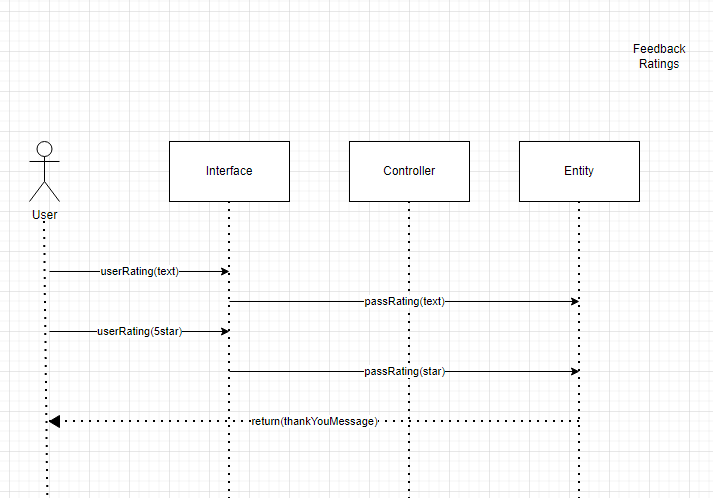 Feedback
Ratings
Interface
Controller
Entity
User
userRating(text)
passRating(text)
userRating(5star)
passRating(star)
return(thankYouMessage)